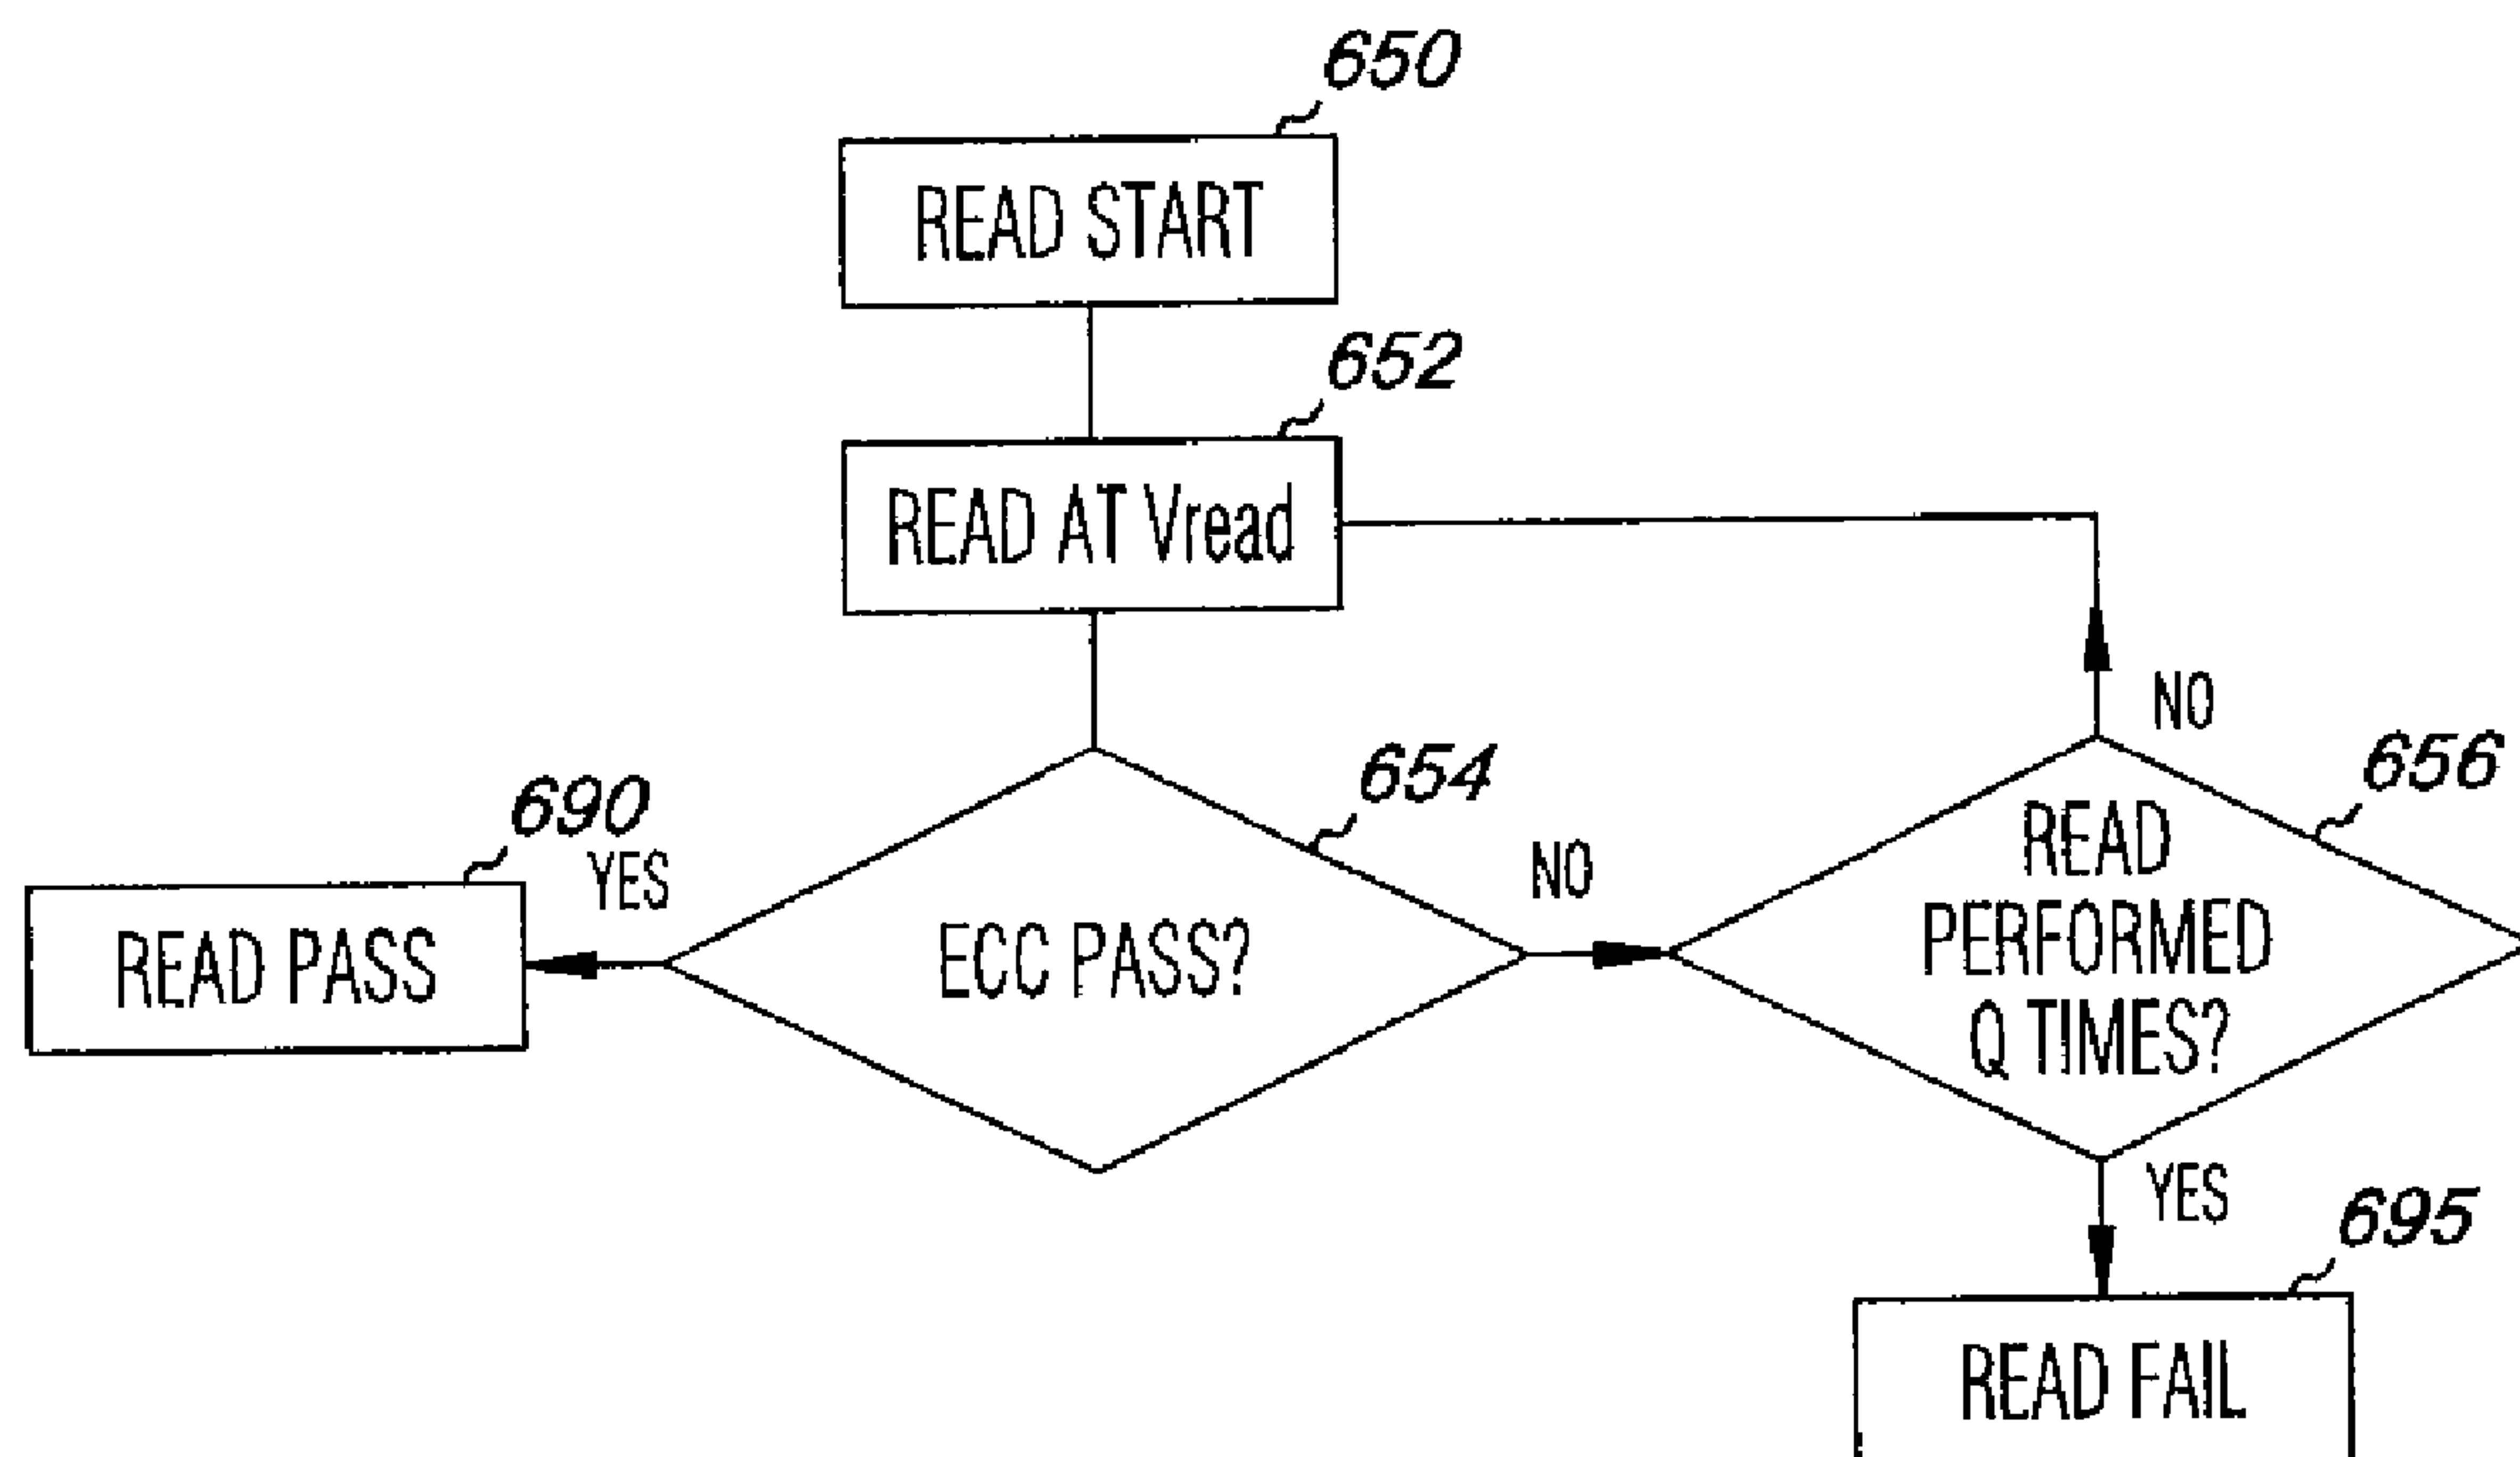 650
READ START
652
READ AT Vread
NO
654
656
690
YES
NO
READ
PERFORMED
Q TIMES?
ECC PASS?
READ PASS
YES
695
READ FAIL